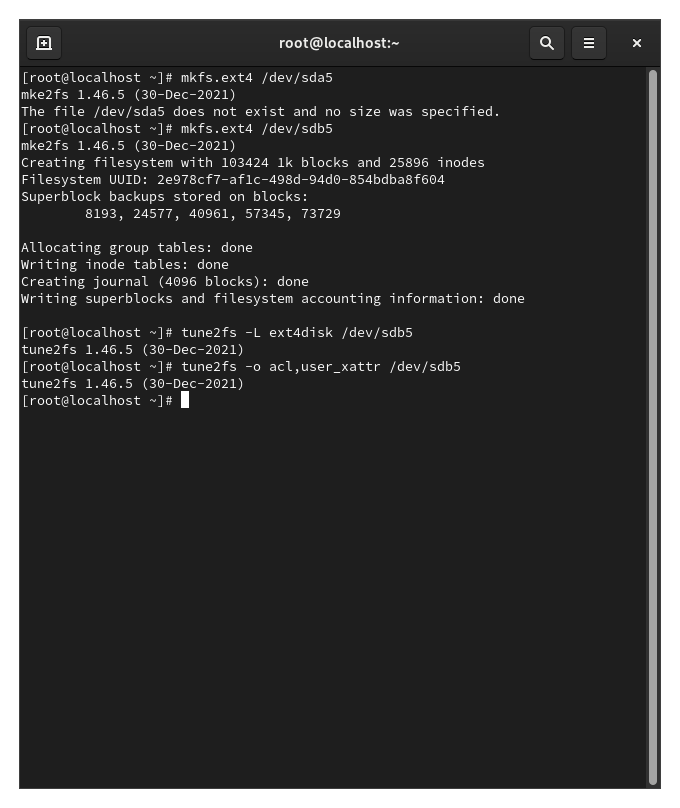 root@localhost:~
[root@localhost ~]# mkfs.ext4 /dev/sda5
mke2fs 1.46.5 (30-Dec-2021)
The file /dev/sda5 does not exist and no size was specified.
[root@localhost ~]# mkfs.ext4 /dev/sdb5
mke2fs 1.46.5 (30-Dec-2021)
Creating filesystem with 103424 1k blocks and 25896 inodes
Filesystem UUID: 2e978cf7-af1c-498d-94d0-854bdba8f604
Superblock backups stored on blocks:
        8193, 24577, 40961, 57345, 73729

Allocating group tables: done
Writing inode tables: done
Creating journal (4096 blocks): done
Writing superblocks and filesystem accounting information: done

[root@localhost ~]# tune2fs -L ext4disk /dev/sdb5
tune2fs 1.46.5 (30-Dec-2021)
[root@localhost ~]# tune2fs -o acl,user_xattr /dev/sdb5
tune2fs 1.46.5 (30-Dec-2021)
[root@localhost ~]#